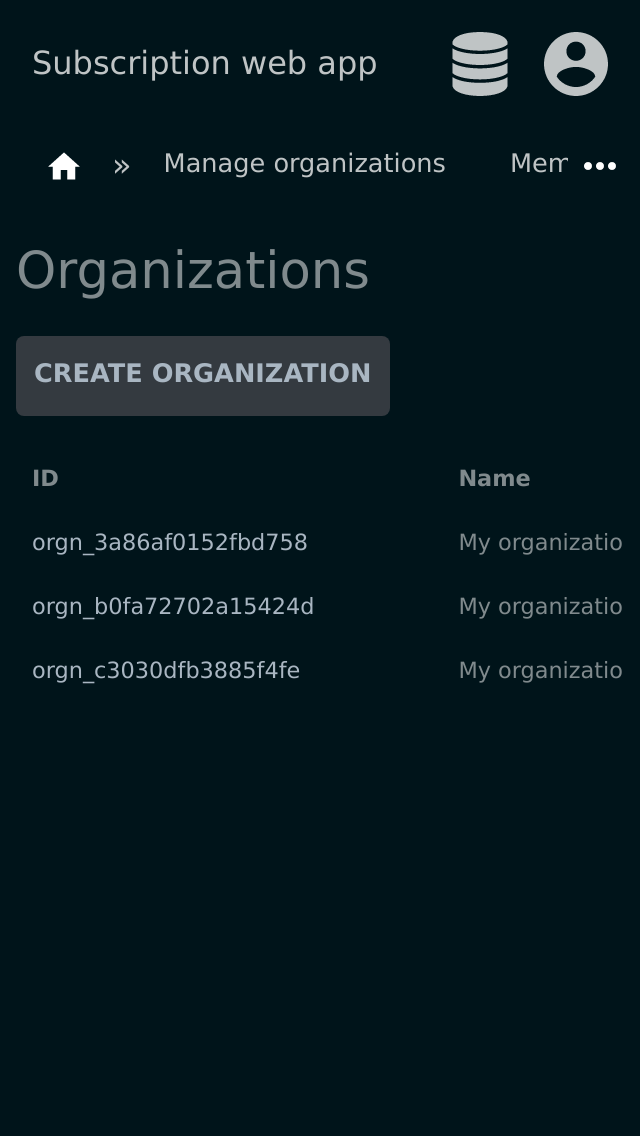 Subscription web app
» Manage organizations Mem
Organizations
CREATE ORGANIZATION
ID Name
orgn_3a86af0152fbd758 My organizatio
orgn_b0fa72702a15424d My organizatio
orgn_c3030dfb3885f4fe My organizatio